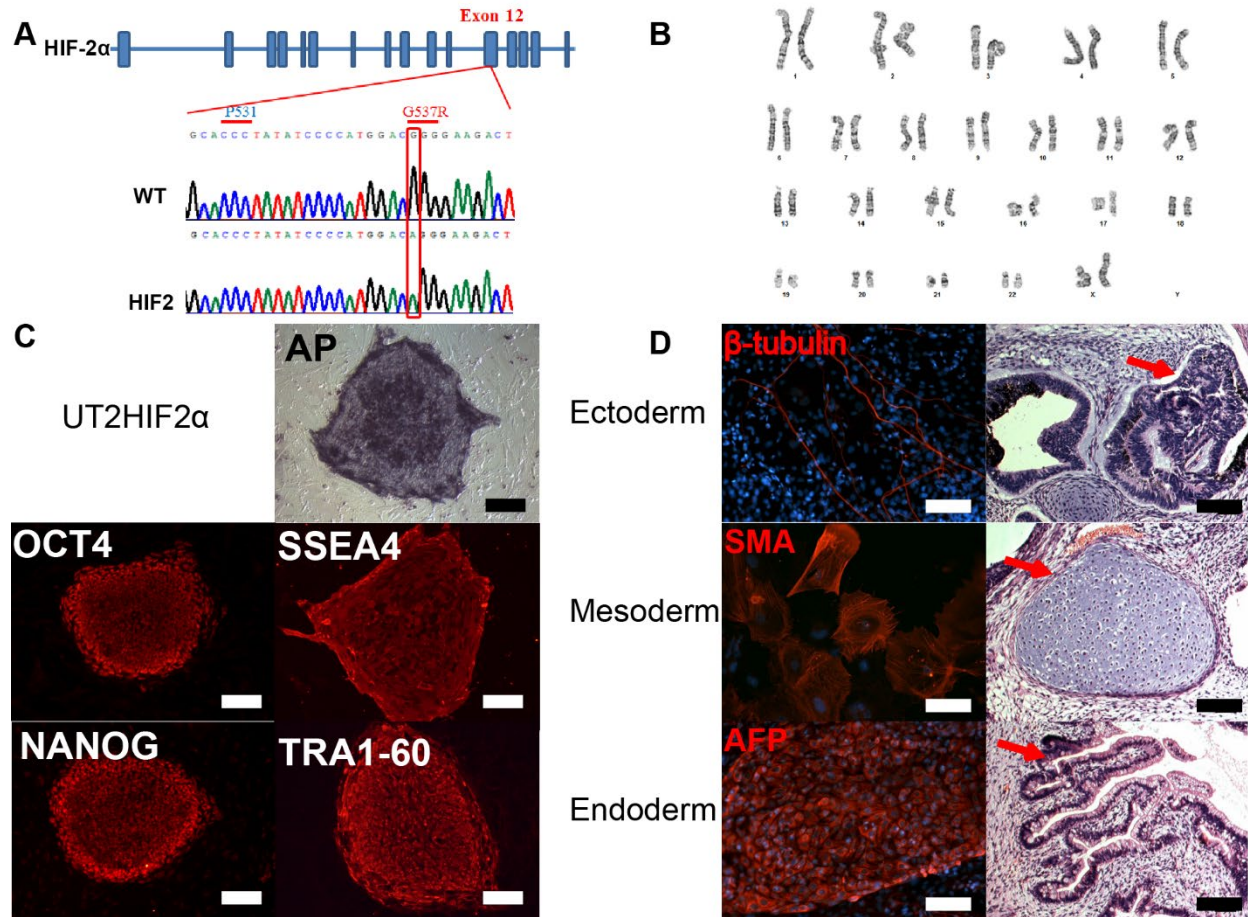 A
Exon 12
HIF-2α
P531
G537R
GCACCCTATATCCCCATGGACGGGGAAGACT
WT
GCACCCTATATCCCCATGGACAGGGAAGACT
HIF2
B
1 2 3 4 5
6 7 8 9 10 11 12
13 14 15 16 17 18
19 20 21 22 X Y
C
UT2HIF2α
AP
OCT4
SSEA4
NANOG
TRA1-60
D
β-tubulin
Ectoderm
SMA
Mesoderm
AFP
Endoderm